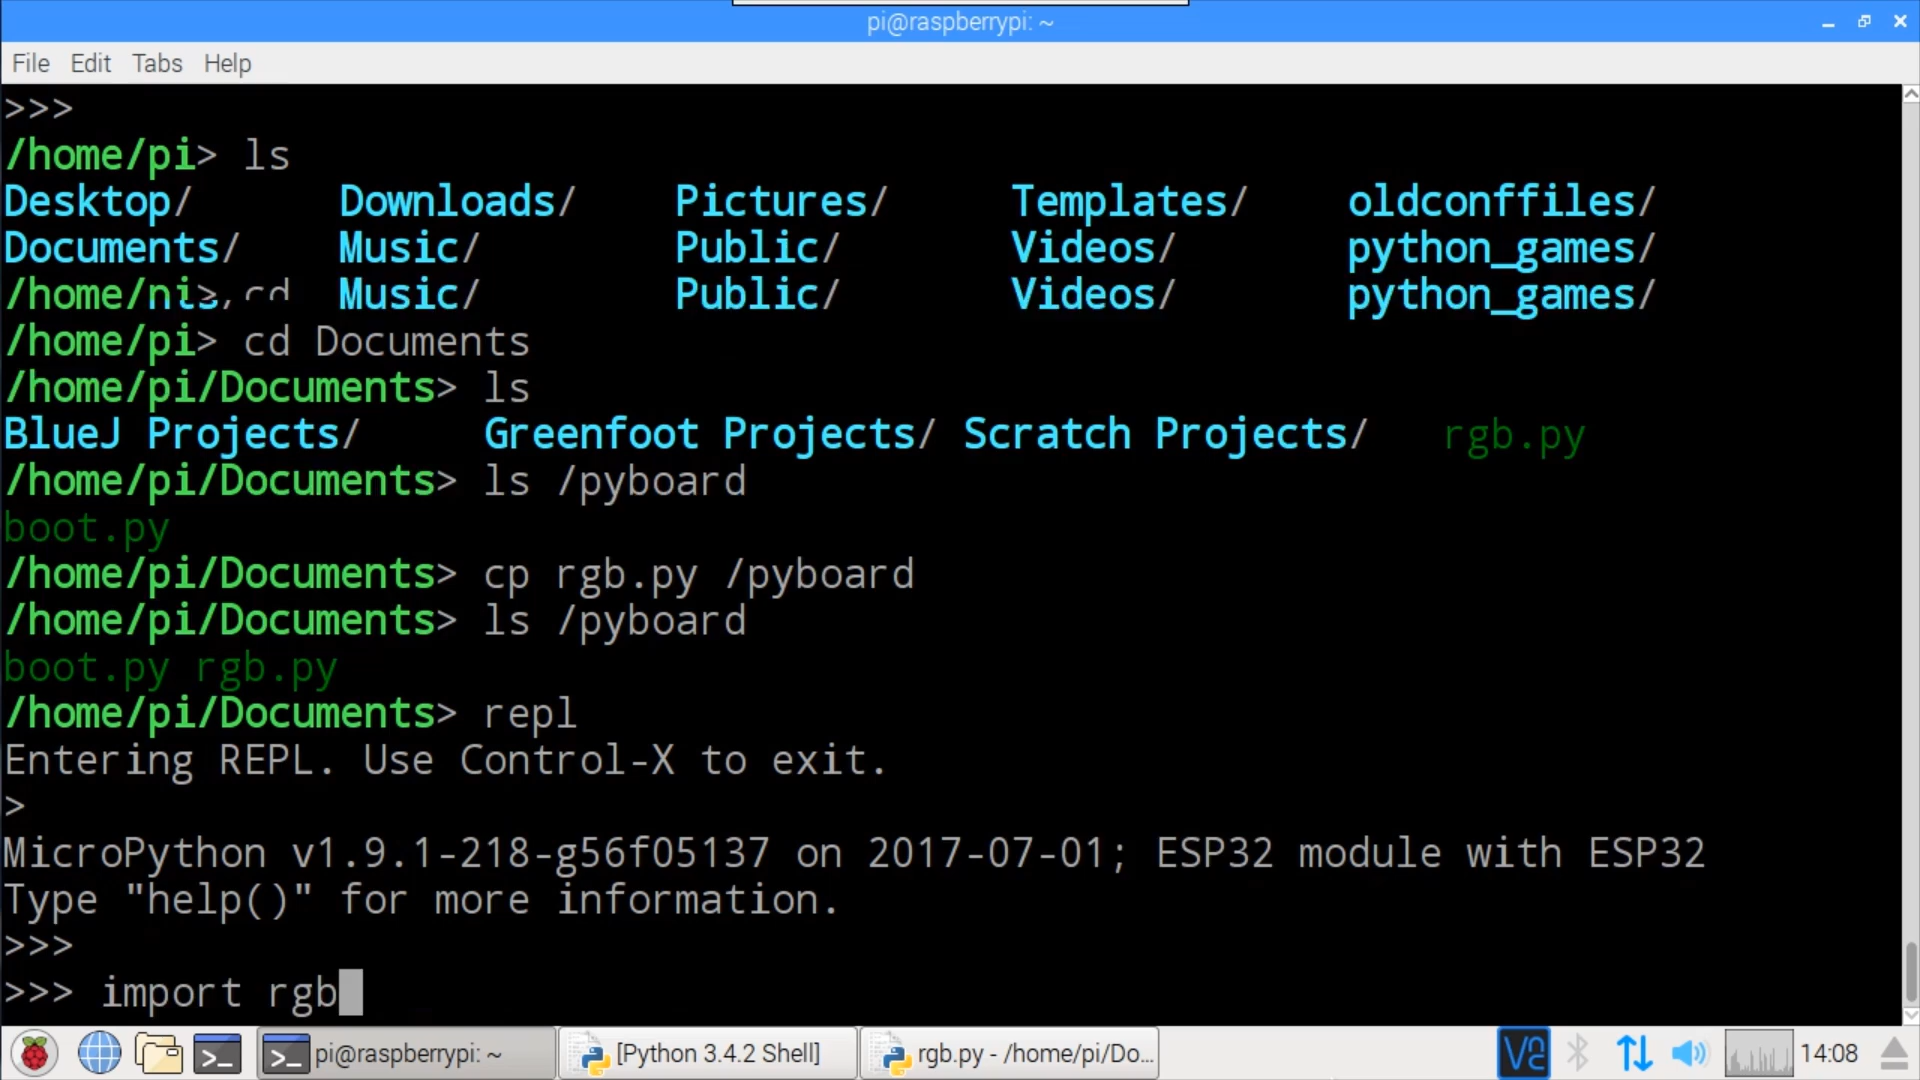 pi@raspberrypi: ~
File Edit Tabs Help
>>>
/home/pi> ls
Desktop/ Downloads/ Pictures/ Templates/ oldconffiles/
Documents/ Music/ Public/ Videos/ python_games/
/home/ Music/ Public/ Videos/ python_games/
/home/pi> cd Documents
/home/pi/Documents> ls
BlueJ Projects/ Greenfoot Projects/ Scratch Projects/ rgb.py
/home/pi/Documents> ls /pyboard
boot.py
/home/pi/Documents> cp rgb.py /pyboard
/home/pi/Documents> ls /pyboard
boot.py rgb.py
/home/pi/Documents> repl
Entering REPL. Use Control-X to exit.
>
MicroPython v1.9.1-218-g56f05137 on 2017-07-01; ESP32 module with ESP32
Type "help()" for more information.
>>>
>>> import rgb
pi@raspberrypi: ~ [Python 3.4.2 Shell] rgb.py - /home/pi/Do... 14:08